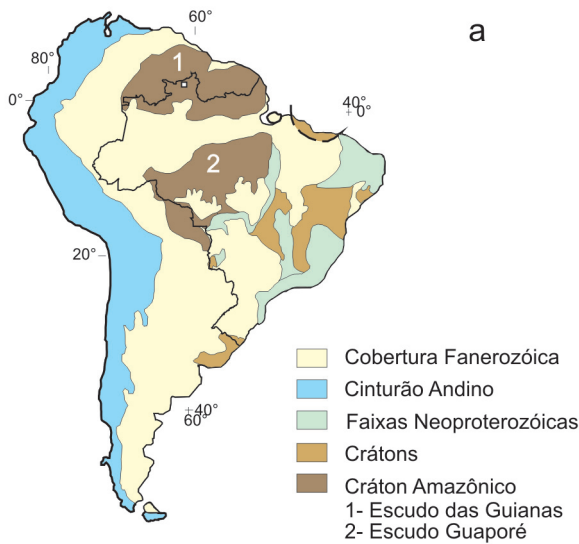 60°
a
80°
1
0°
40°
0°
2
20°
40°
60°
Cobertura Fanerozóica
Cinturão Andino
Faixas Neoproterozóicas
Crátons
Cráton Amazônico
1- Escudo das Guianas
2- Escudo Guaporé